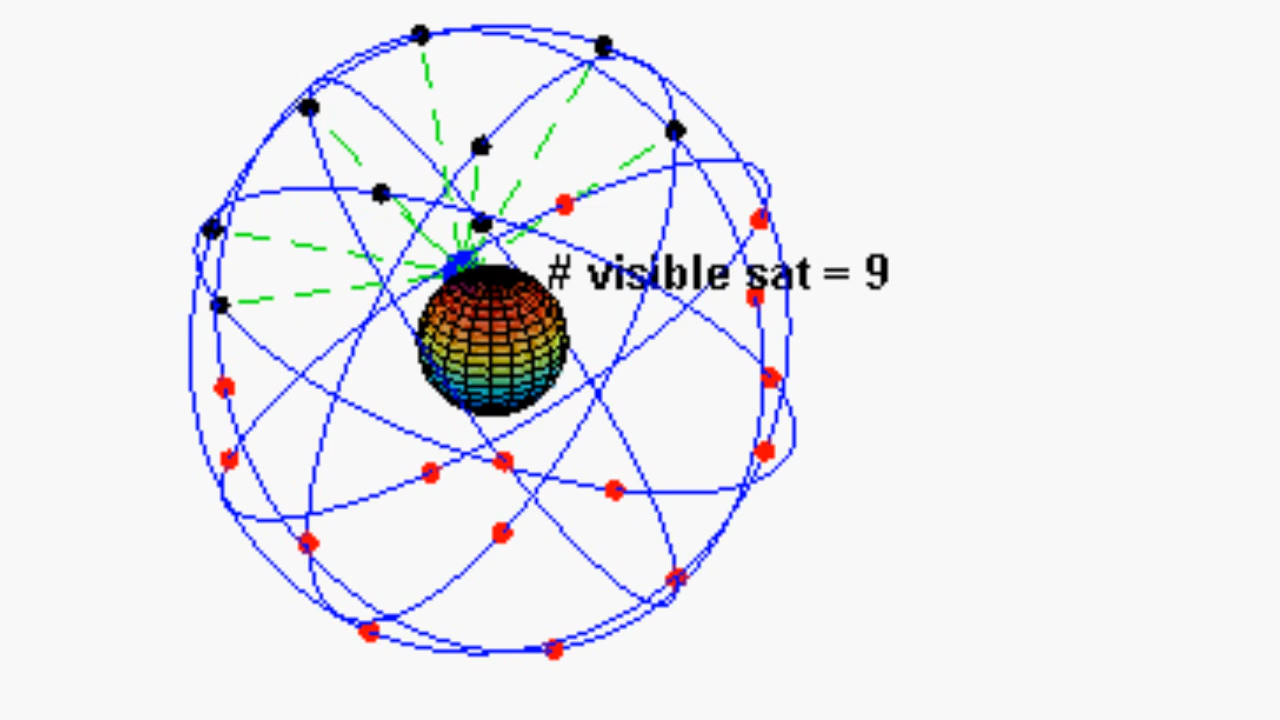 # visible sat = 9